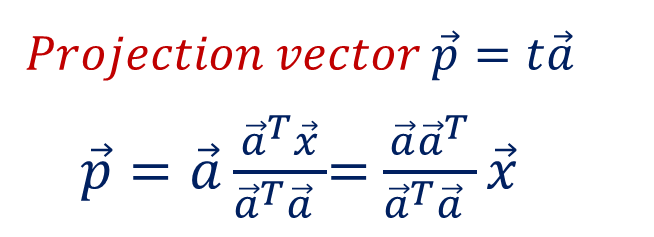 Projection vector p⃗ = ta⃗
p⃗ = a⃗ (a⃗ᵀx⃗)/(a⃗ᵀa⃗) = (a⃗a⃗ᵀ)/(a⃗ᵀa⃗) x⃗